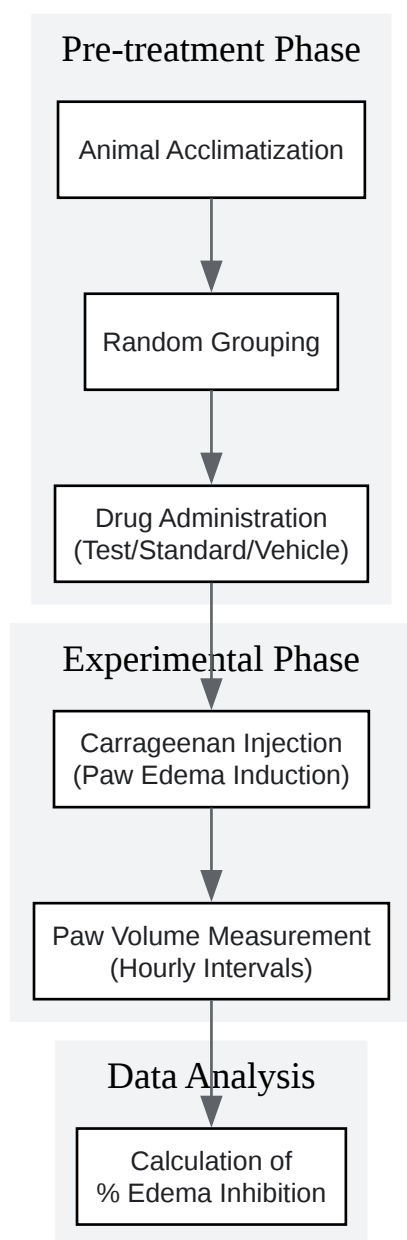 Pre-treatment Phase
Animal Acclimatization
Random Grouping
Drug Administration
(Test/Standard/Vehicle)
Experimental Phase
Carrageenan Injection
(Paw Edema Induction)
Paw Volume Measurement
(Hourly Intervals)
Data Analysis
Calculation of
% Edema Inhibition